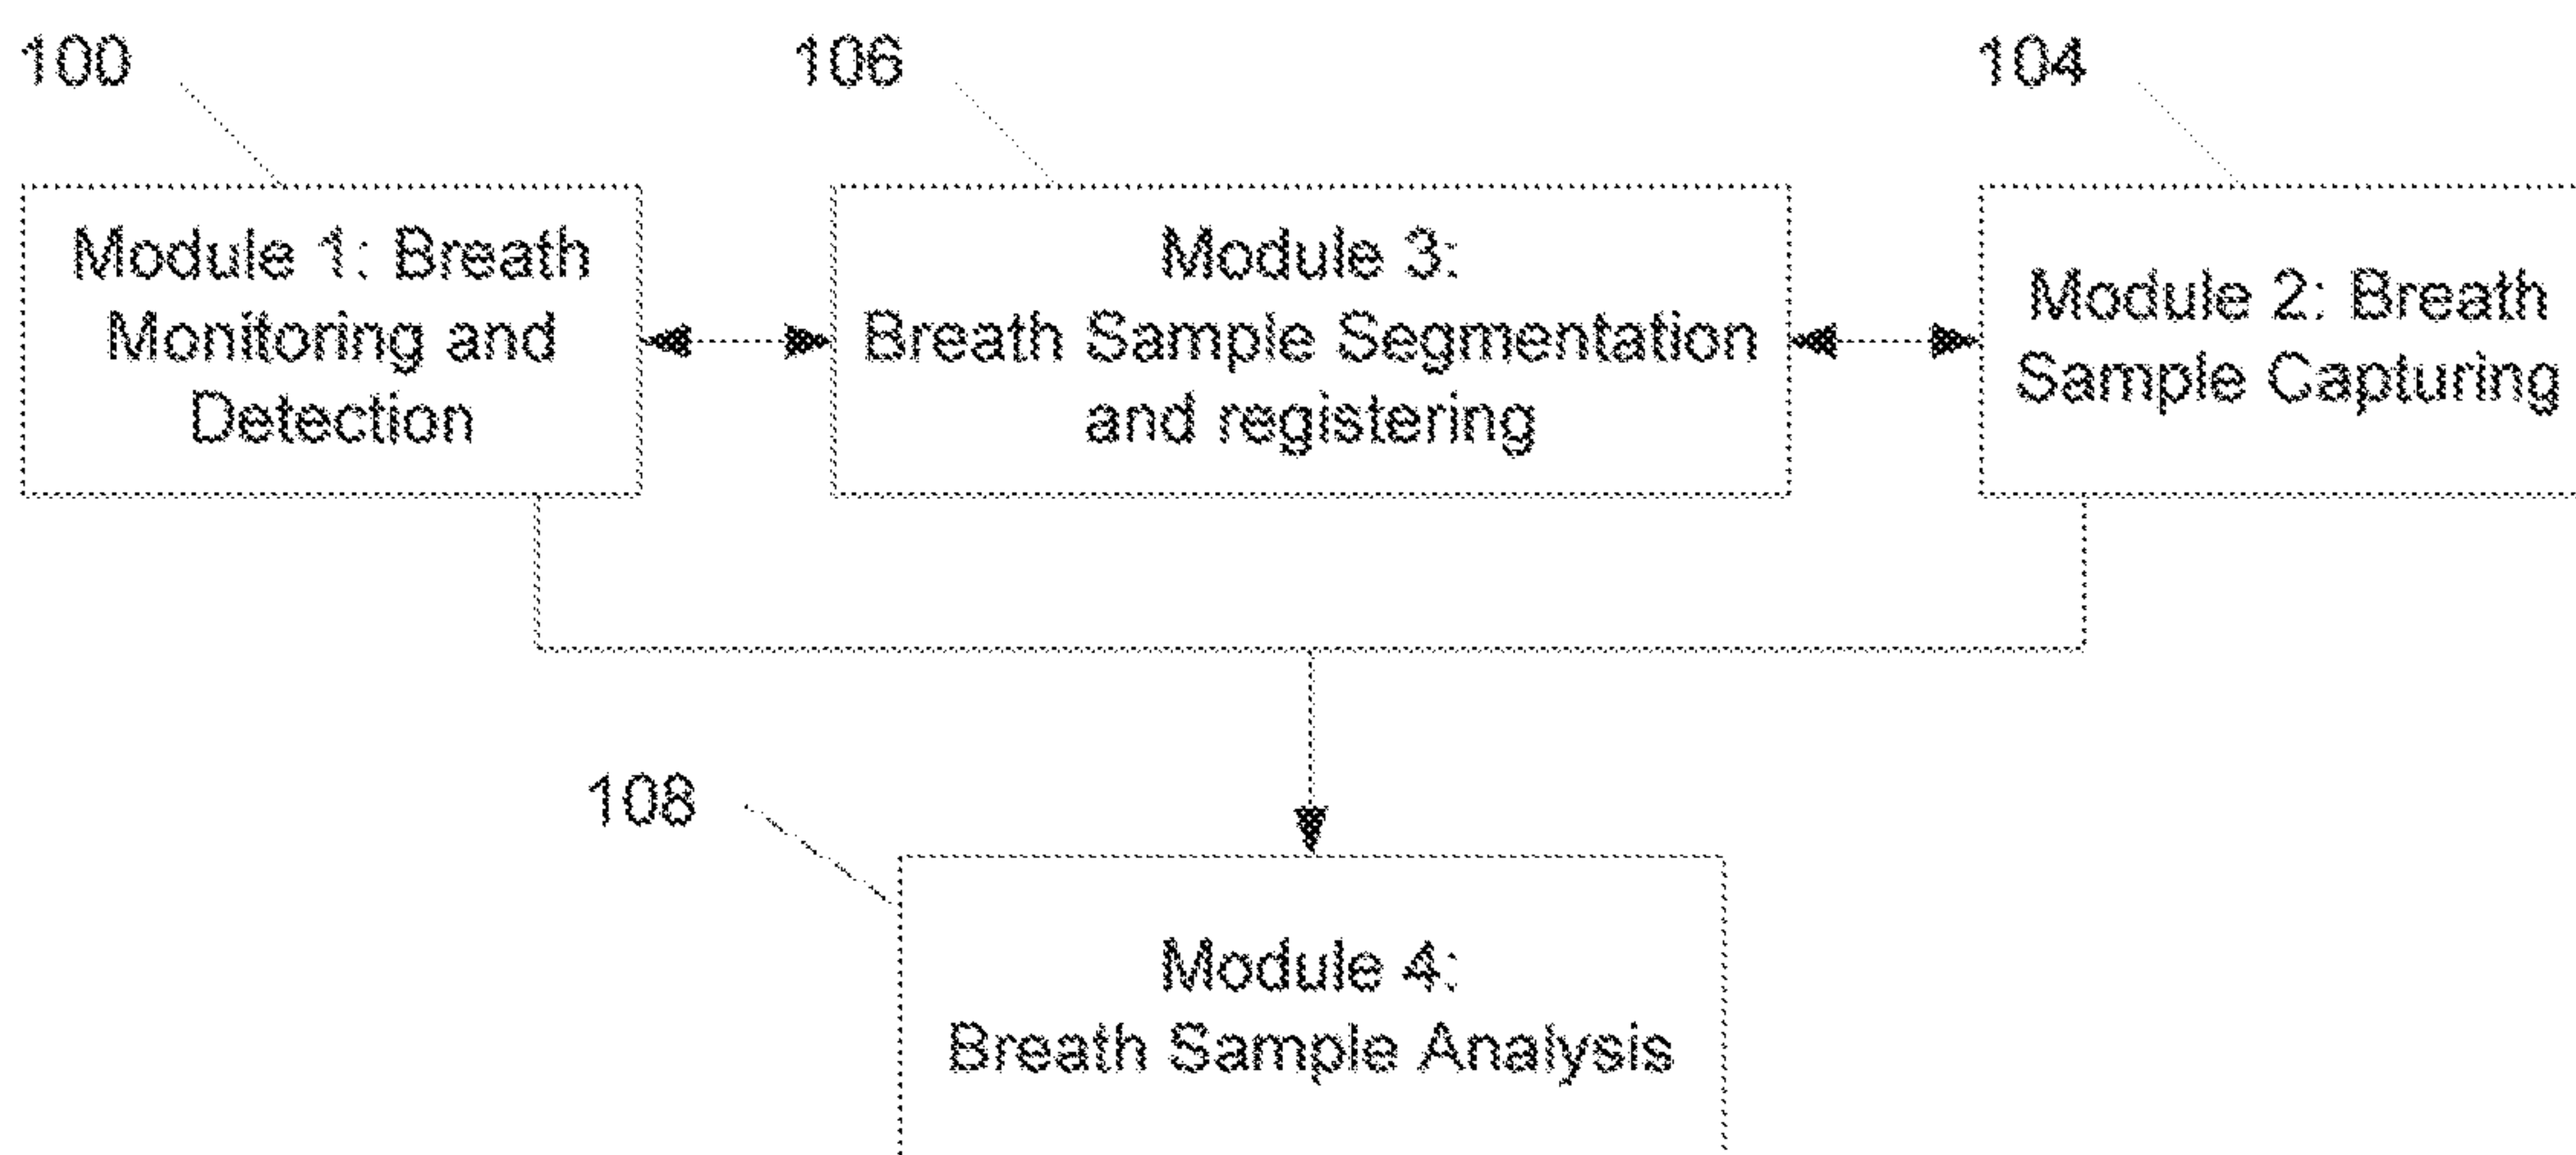 100
106
104
Module 1: Breath
Monitoring and
Detection
Module 3:
Breath Sample Segmentation
and registering
Module 2: Breath
Sample Capturing
108
Module 4:
Breath Sample Analysis